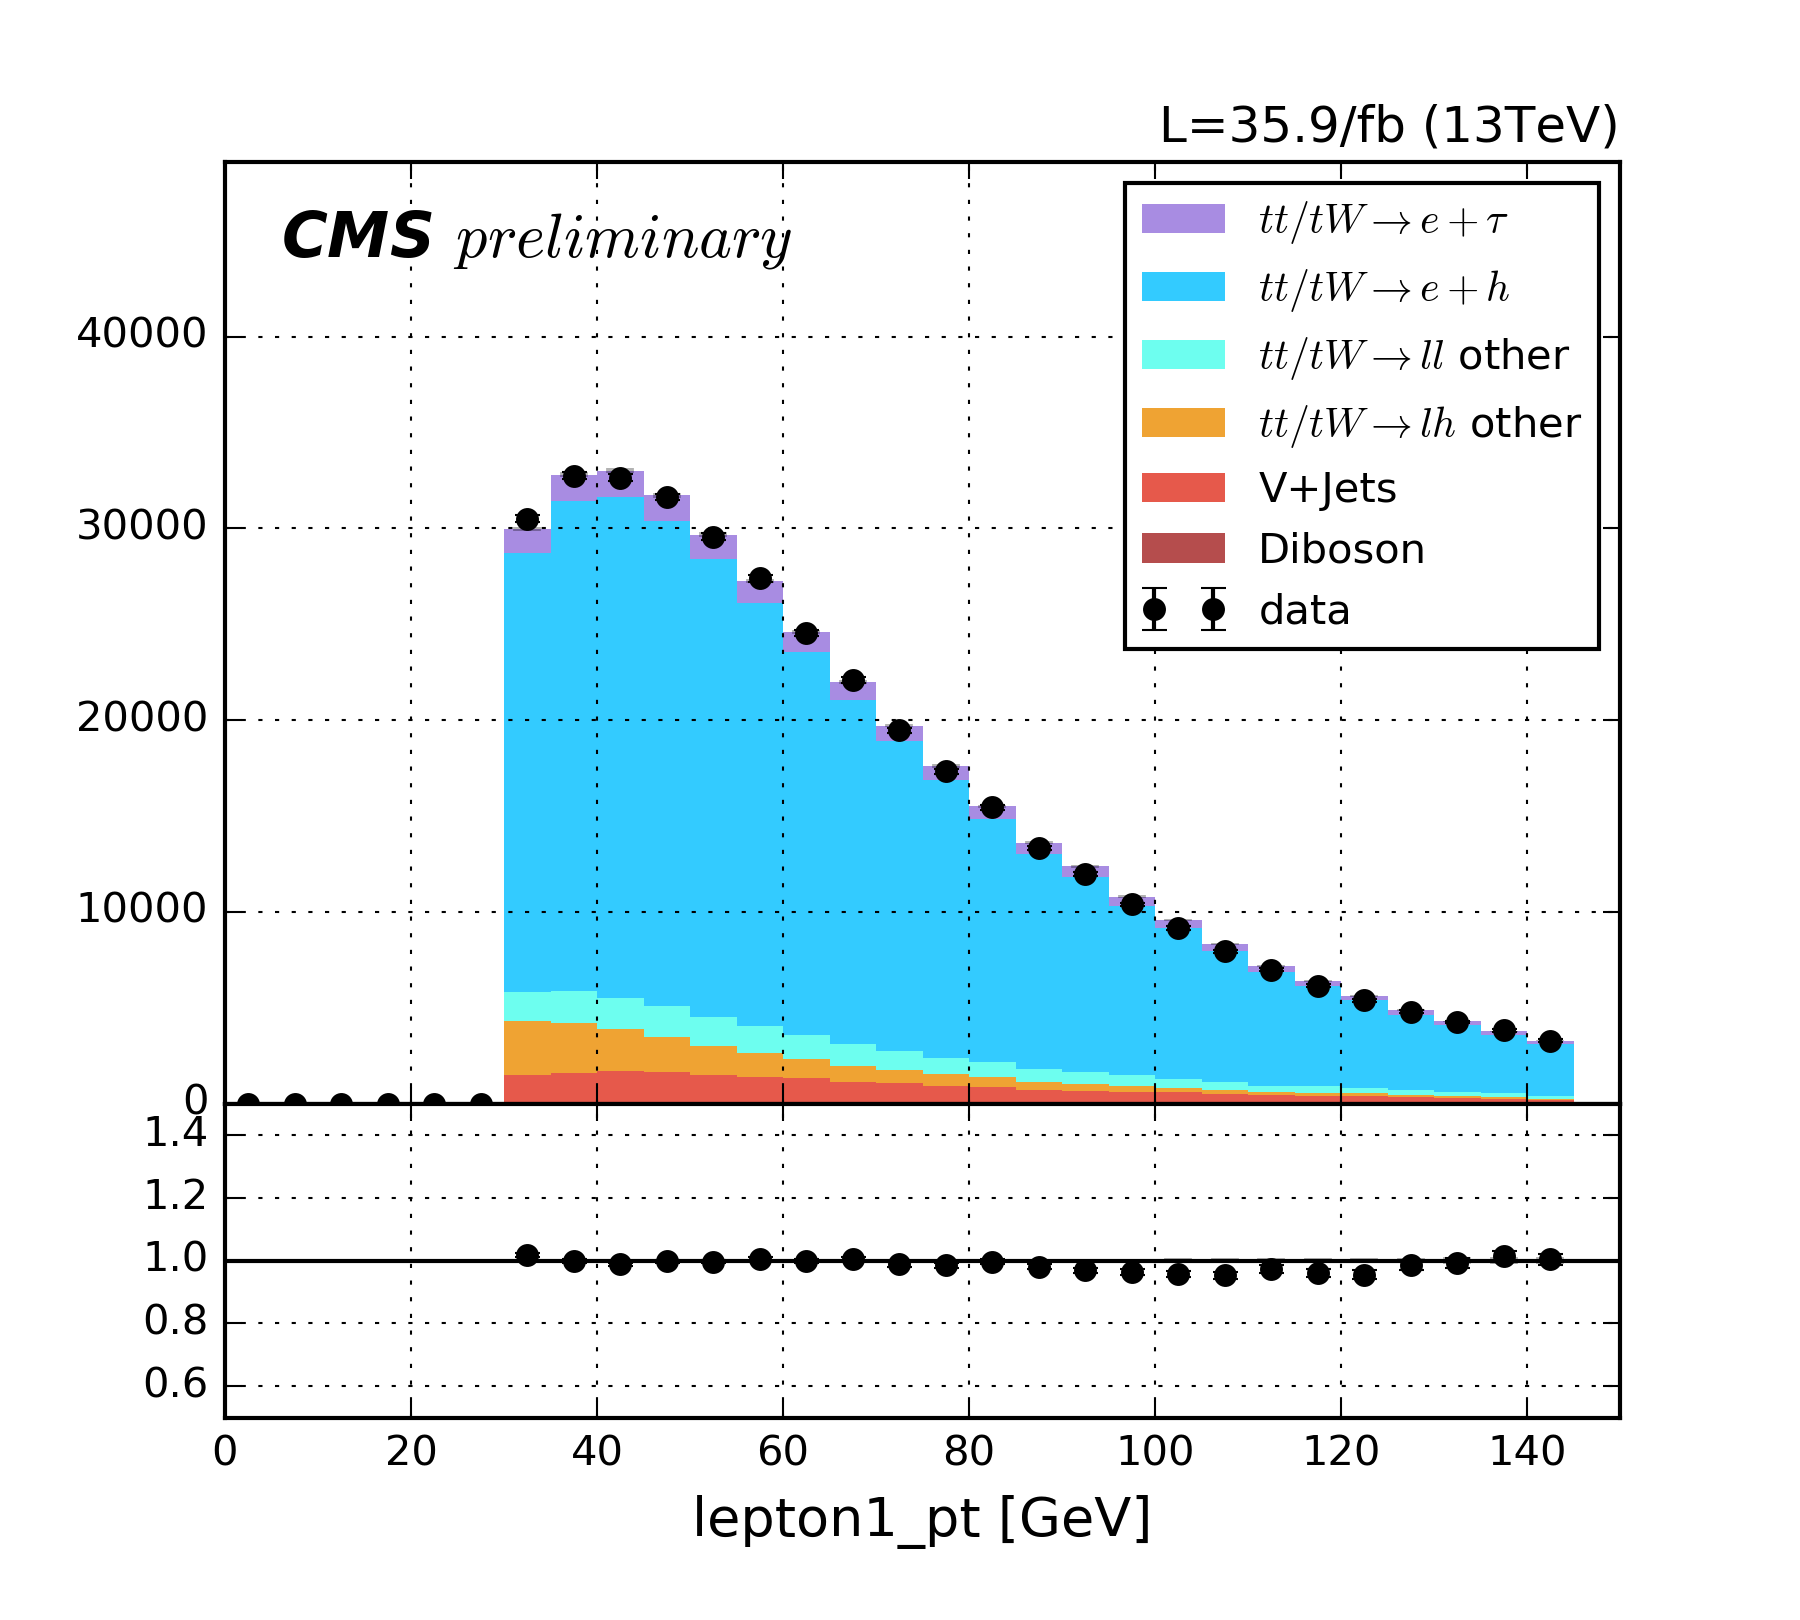 L=35.9/fb (13TeV)
CMS preliminary
tt/tW → e + τ
tt/tW → e + h
tt/tW → ll other
tt/tW → lh other
V+Jets
Diboson
data
40000
30000
20000
10000
0
1.4
1.2
1.0
0.8
0.6
0 20 40 60 80 100 120 140
lepton1_pt [GeV]